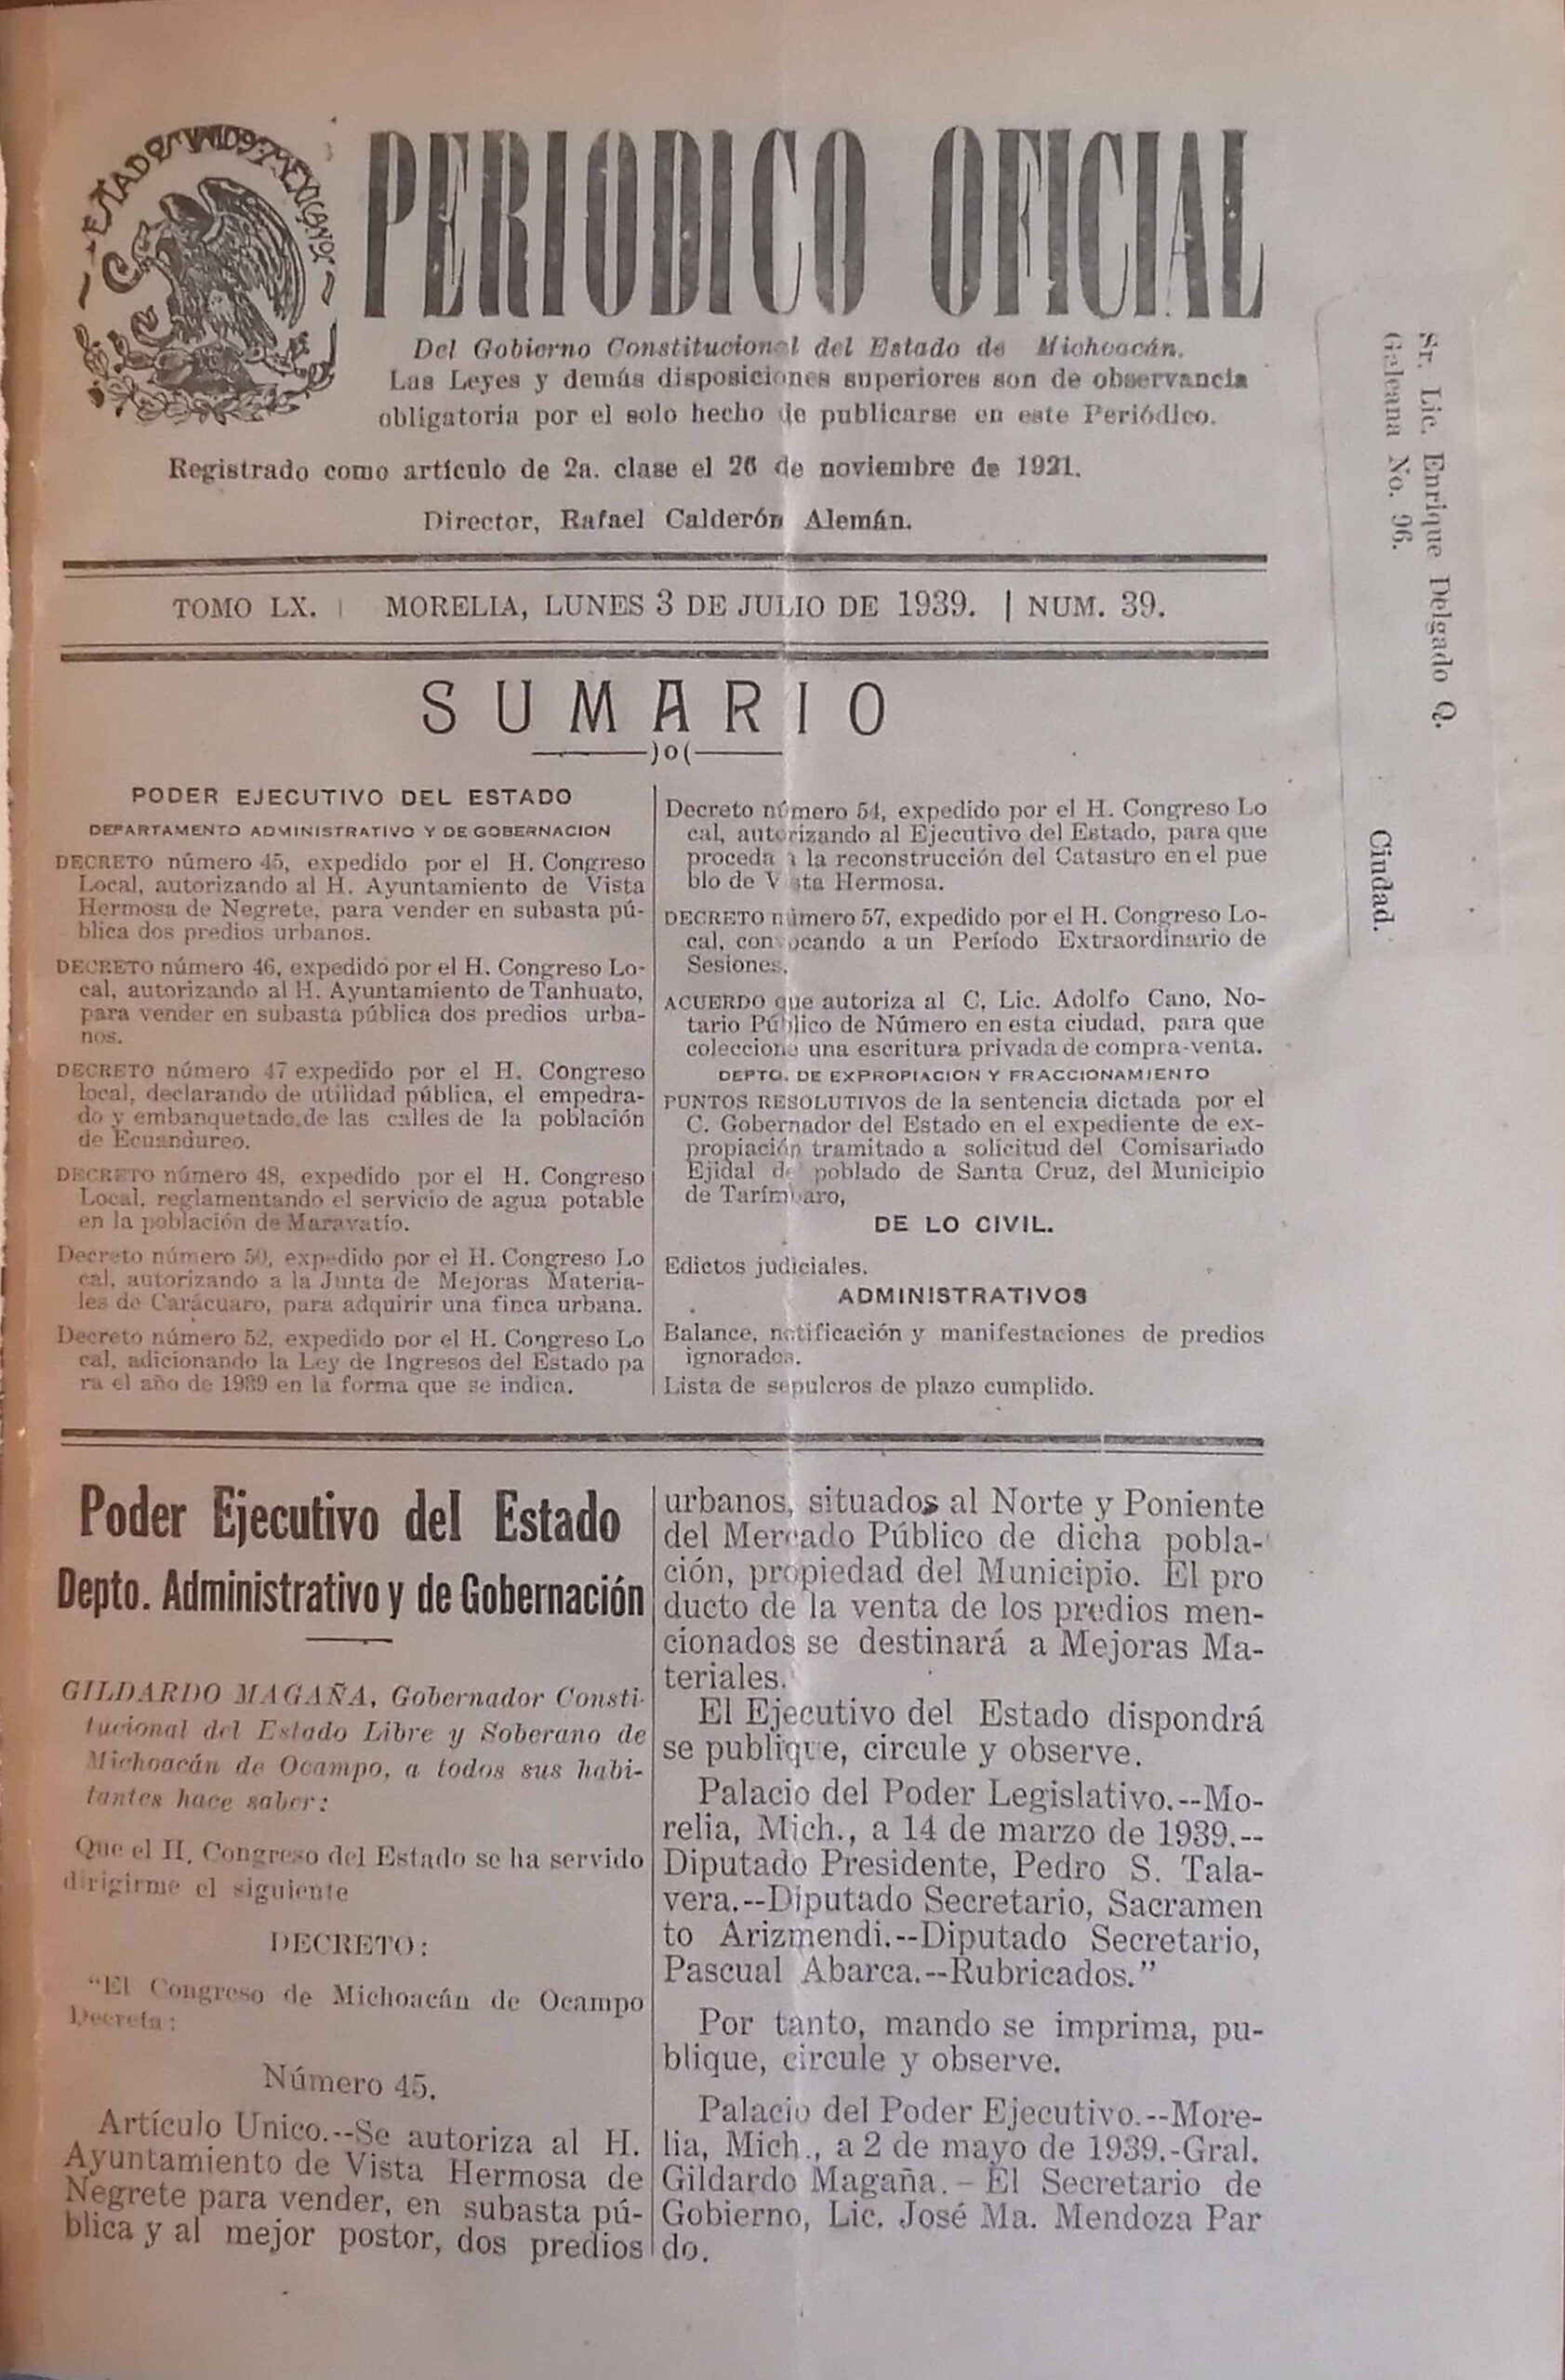 ESTADOS UNIDOS MEXICANOS
PERIODICO OFICIAL
Del Gobierno Constitucional del Estado de Michoacán.
Las Leyes y demás disposiciones superiores son de observancia
obligatoria por el solo hecho de publicarse en este Periódico.
Registrado como artículo de 2a. clase el 26 de noviembre de 1921.
Director, Rafael Calderón Alemán.
TOMO LX. | MORELIA, LUNES 3 DE JULIO DE 1939. | NUM. 39.
SUMARIO
)o(
PODER EJECUTIVO DEL ESTADO
DEPARTAMENTO ADMINISTRATIVO Y DE GOBERNACION
DECRETO número 45, expedido por el H. Congreso
Local, autorizando al H. Ayuntamiento de Vista
Hermosa de Negrete, para vender en subasta pú-
blica dos predios urbanos.
DECRETO número 46, expedido por el H. Congreso Lo-
cal, autorizando al H. Ayuntamiento de Tanhuato,
para vender en subasta pública dos predios urba-
nos.
DECRETO número 47 expedido por el H. Congreso
local, declarando de utilidad pública, el empedra-
do y embanquetado de las calles de la población
de Ecuandureo.
DECRETO número 48, expedido por el H. Congreso
Local, reglamentando el servicio de agua potable
en la población de Maravatío.
Decreto número 50, expedido por el H. Congreso Lo
cal, autorizando a la Junta de Mejoras Materia-
les de Carácuaro, para adquirir una finca urbana.
Decreto número 52, expedido por el H. Congreso Lo
cal, adicionando la Ley de Ingresos del Estado pa
ra el año de 1939 en la forma que se indica.
Decreto número 54, expedido por el H. Congreso Lo
cal, autorizando al Ejecutivo del Estado, para que
proceda a la reconstrucción del Catastro en el pue
blo de Vista Hermosa.
DECRETO número 57, expedido por el H. Congreso Lo-
cal, convocando a un Período Extraordinario de
Sesiones.
ACUERDO que autoriza al C, Lic. Adolfo Cano, No-
tario Público de Número en esta ciudad, para que
coleccione una escritura privada de compra-venta.
DEPTO. DE EXPROPIACION Y FRACCIONAMIENTO
PUNTOS RESOLUTIVOS de la sentencia dictada por el
C. Gobernador del Estado en el expediente de ex-
propiación tramitado a solicitud del Comisariado
Ejidal de poblado de Santa Cruz, del Municipio
de Tarímbaro,
DE LO CIVIL.
Edictos judiciales.
ADMINISTRATIVOS
Balance, notificación y manifestaciones de predios
ignorados.
Lista de sepulcros de plazo cumplido.
Poder Ejecutivo del Estado
Depto. Administrativo y de Gobernación
GILDARDO MAGAÑA, Gobernador Consti-
tucional del Estado Libre y Soberano de
Michoacán de Ocampo, a todos sus habi-
tantes hace saber:
Que el H. Congreso del Estado se ha servido
dirigirme el siguiente
DECRETO:
"El Congreso de Michoacán de Ocampo
Decreta:
Número 45.
Artículo Unico.--Se autoriza al H.
Ayuntamiento de Vista Hermosa de
Negrete para vender, en subasta pú-
blica y al mejor postor, dos predios
urbanos, situados al Norte y Poniente
del Mercado Público de dicha pobla-
ción, propiedad del Municipio. El pro
ducto de la venta de los predios men-
cionados se destinará a Mejoras Ma-
teriales.
El Ejecutivo del Estado dispondrá
se publique, circule y observe.
Palacio del Poder Legislativo.--Mo-
relia, Mich., a 14 de marzo de 1939.--
Diputado Presidente, Pedro S. Tala-
vera.--Diputado Secretario, Sacramen
to Arizmendi.--Diputado Secretario,
Pascual Abarca.--Rubricados."
Por tanto, mando se imprima, pu-
blique, circule y observe.
Palacio del Poder Ejecutivo.--More-
lia, Mich., a 2 de mayo de 1939.-Gral.
Gildardo Magaña.– El Secretario de
Gobierno, Lic. José Ma. Mendoza Par
do.
Sr. Lic. Enrique Delgado Q.
Galeana No. 96.
Ciudad.